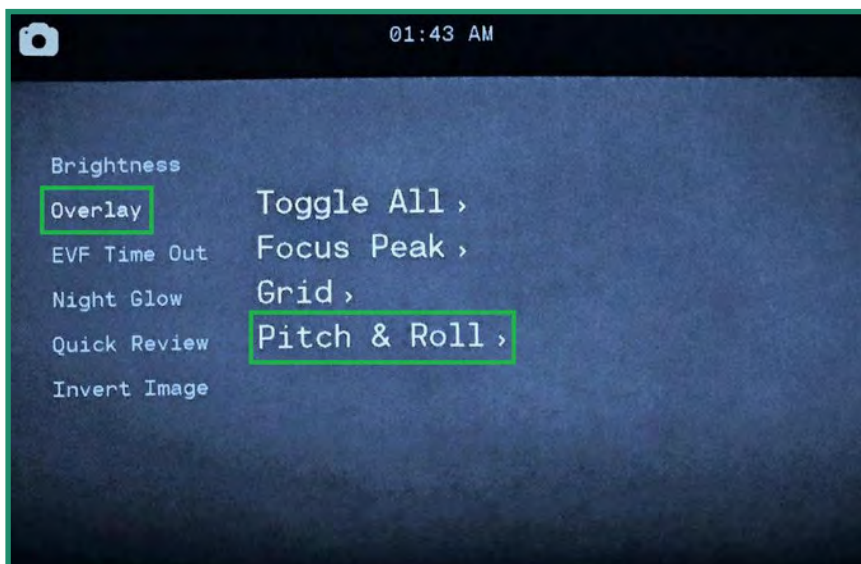 01:43 AM
Brightness
Overlay
EVF Time Out
Night Glow
Quick Review
Invert Image
Toggle All ›
Focus Peak ›
Grid ›
Pitch & Roll ›